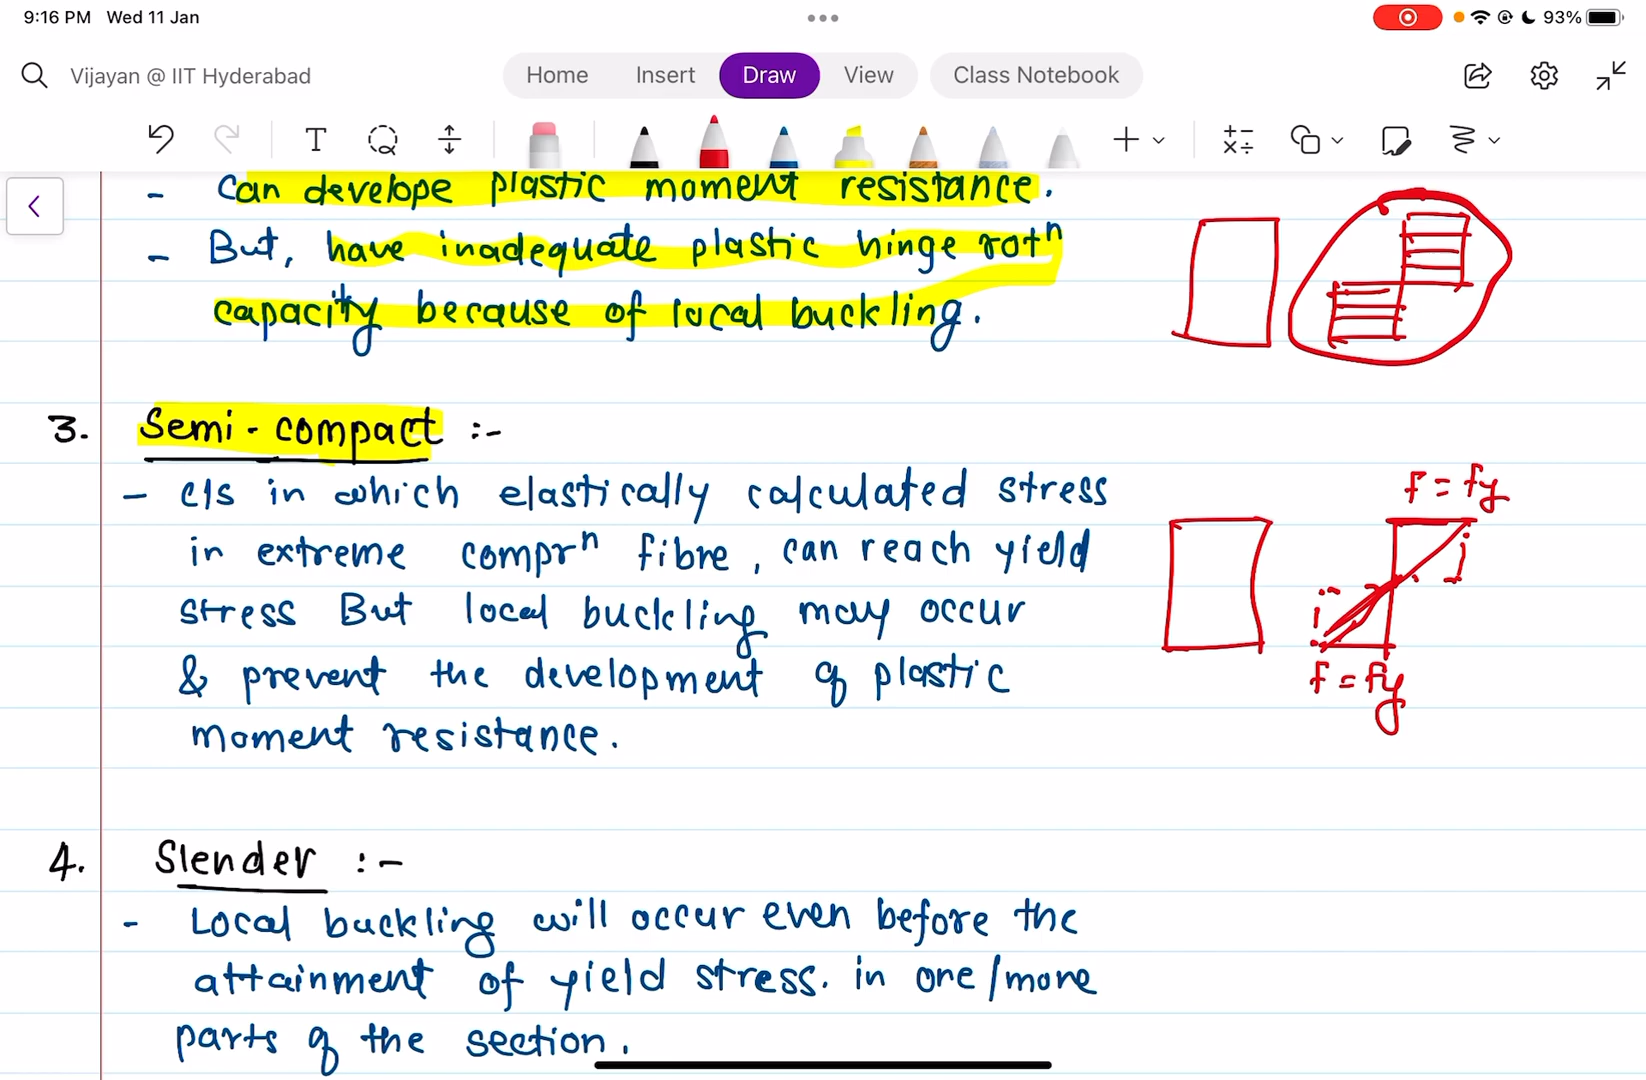 9:16 PM Wed 11 Jan
93%
Vijayan @ IIT Hyderabad
Home Insert Draw View Class Notebook
- Can develope plastic moment resistance.
- But, have inadequate plastic hinge rotⁿ
capacity because of local buckling.
3. Semi-compact :-
- c/s in which elastically calculated stress
in extreme comprⁿ fibre, can reach yield
stress But local buckling may occur
& prevent the development of plastic
moment resistance.
f = fy
f = fy
4. Slender :-
- Local buckling will occur even before the
attainment of yield stress. in one/more
parts of the section.